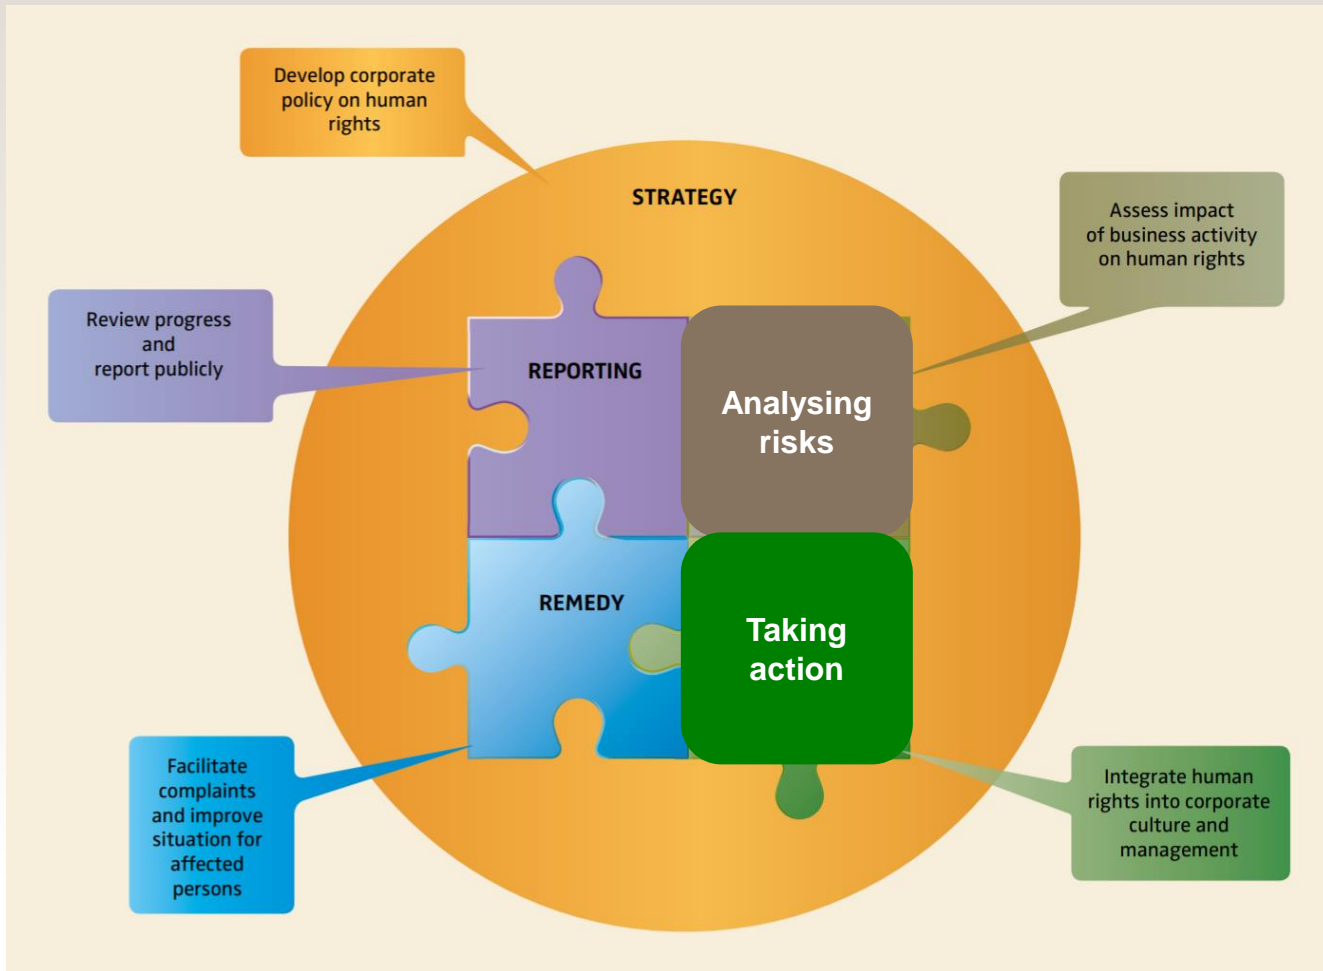 Develop corporate
policy on human
rights
STRATEGY
Assess impact
of business activity
on human rights
Review progress
and
report publicly
REPORTING
Analysing
risks
REMEDY
Taking
action
Facilitate
complaints
and improve
situation for
affected
persons
Integrate human
rights into corporate
culture and
management